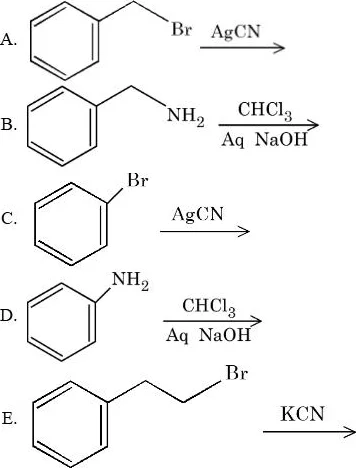 A. Br AgCN
B. NH2 CHCl3
Aq NaOH
C. Br AgCN
D. NH2 CHCl3
Aq NaOH
E. Br KCN